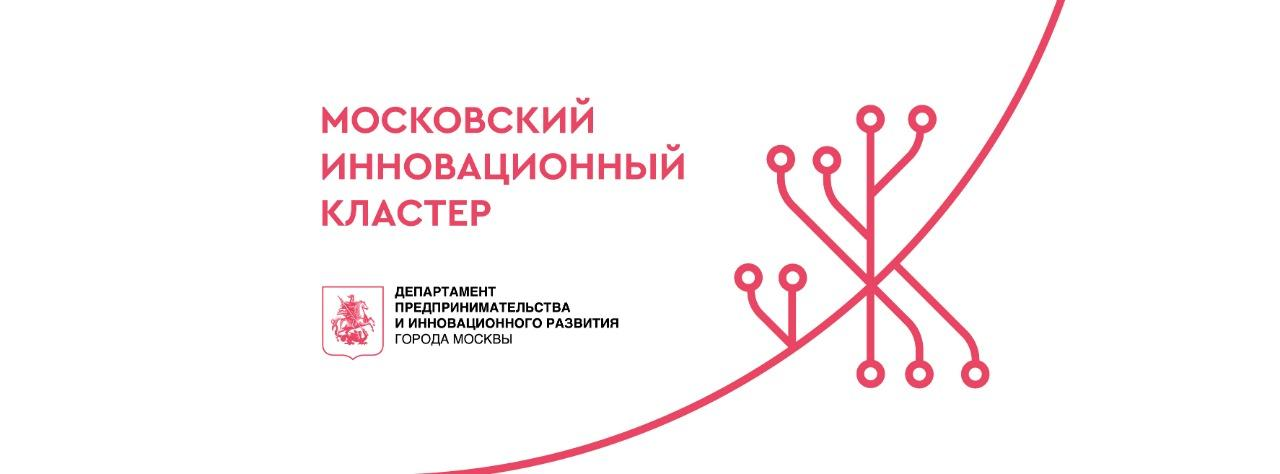 МОСКОВСКИЙ
ИННОВАЦИОННЫЙ
КЛАСТЕР
ДЕПАРТАМЕНТ
ПРЕДПРИНИМАТЕЛЬСТВА
И ИННОВАЦИОННОГО РАЗВИТИЯ
ГОРОДА МОСКВЫ